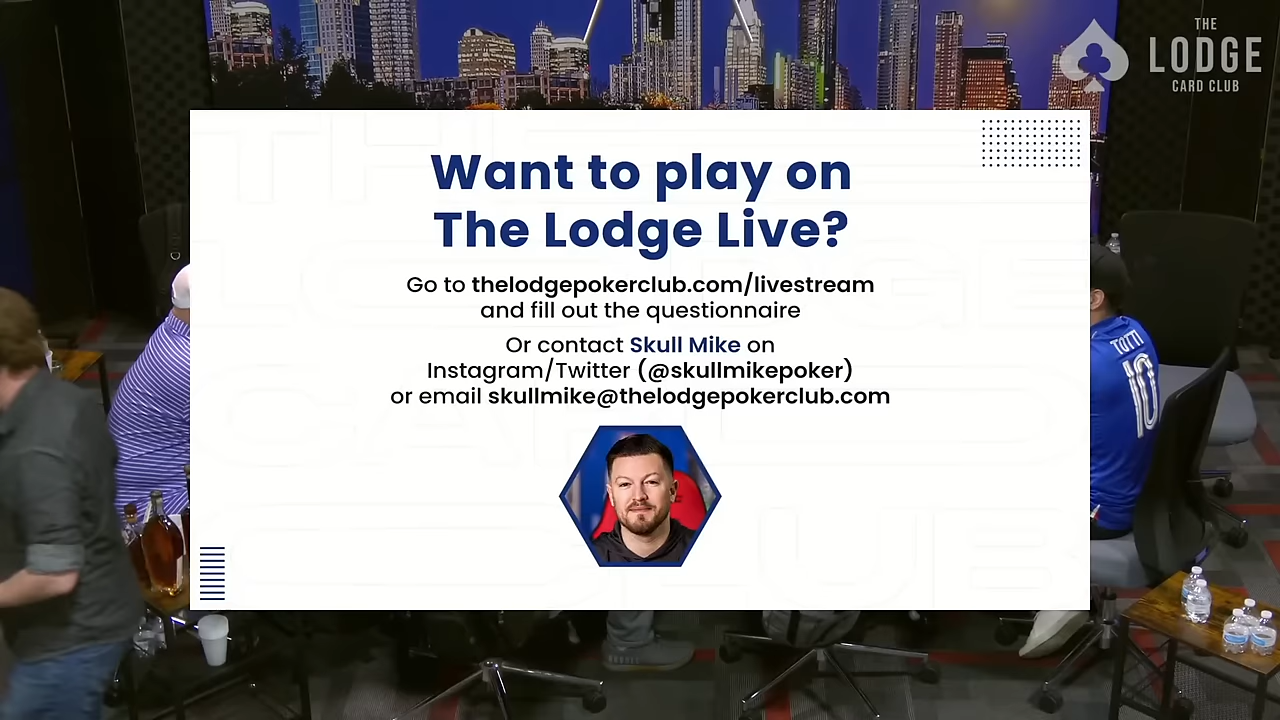 THE
LODGE
CARD CLUB
Want to play on
The Lodge Live?
Go to thelodgepokerclub.com/livestream
and fill out the questionnaire
Or contact Skull Mike on
Instagram/Twitter (@skullmikepoker)
or email skullmike@thelodgepokerclub.com
TOTTI
10